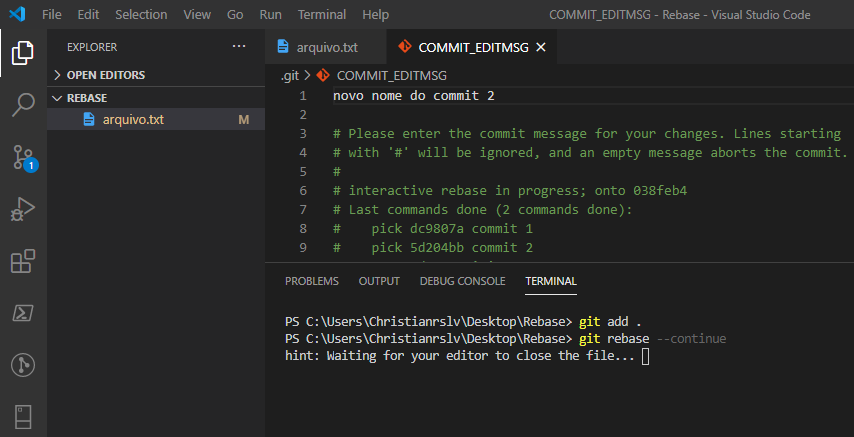 File Edit Selection View Go Run Terminal Help COMMIT_EDITMSG - Rebase - Visual Studio Code
EXPLORER ...
OPEN EDITORS
REBASE
arquivo.txt M
1
arquivo.txt COMMIT_EDITMSG
.git > COMMIT_EDITMSG
1 novo nome do commit 2
2
3 # Please enter the commit message for your changes. Lines starting
4 # with '#' will be ignored, and an empty message aborts the commit.
5 #
6 # interactive rebase in progress; onto 038feb4
7 # Last commands done (2 commands done):
8 #    pick dc9807a commit 1
9 #    pick 5d204bb commit 2
PROBLEMS OUTPUT DEBUG CONSOLE TERMINAL
PS C:\Users\Christianrslv\Desktop\Rebase> git add .
PS C:\Users\Christianrslv\Desktop\Rebase> git rebase --continue
hint: Waiting for your editor to close the file...